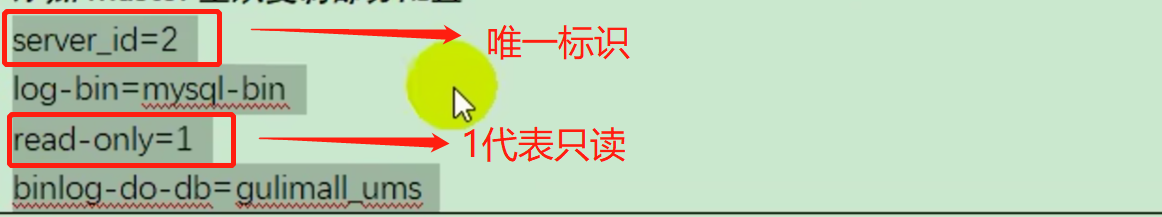 server_id=2
唯一标识
log-bin=mysql-bin
read-only=1
1代表只读
binlog-do-db=gulimall_ums